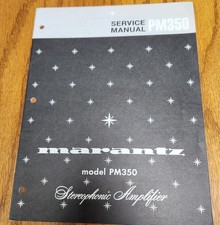 SERVICE
MANUAL PM350
marantz
model PM350
Stereophonic Amplifier